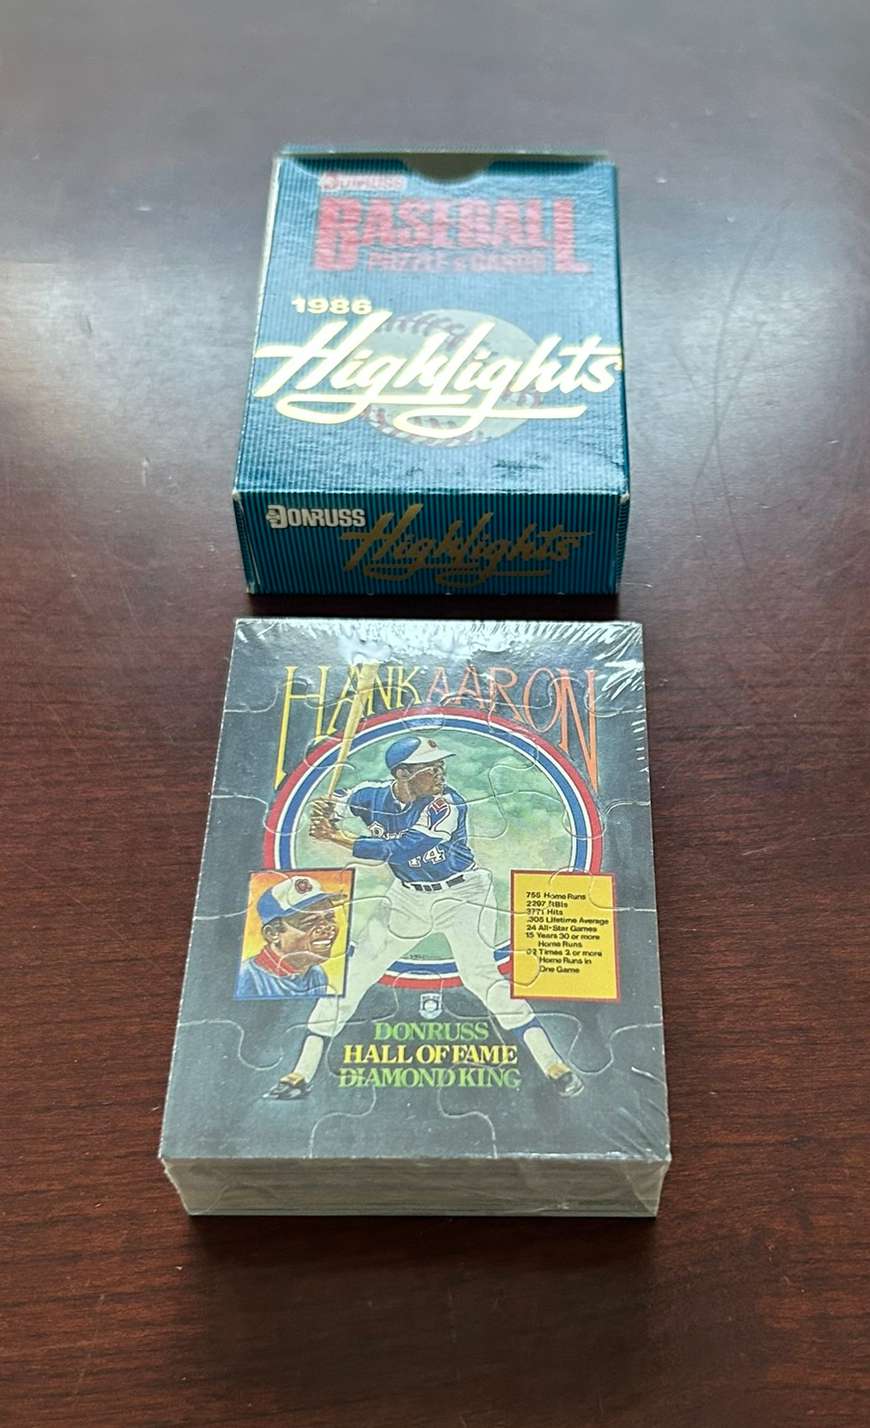 DONRUSS
BASEBALL
PUZZLE & CARDS
1986
Highlights
DONRUSS
Highlights
HANK AARON
44
755 Home Runs
2297 RBIs
3771 Hits
.305 Lifetime Average
24 All-Star Games
15 Years 30 or more
Home Runs
Times 2 or more
Home Runs in
One Game
DONRUSS
HALL OF FAME
DIAMOND KING